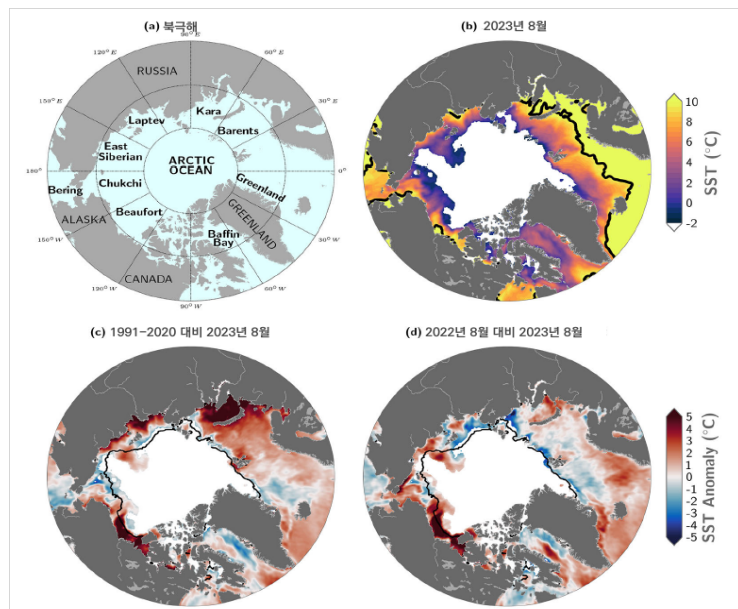 (a) 북극해
90° E
120° E
60° E
RUSSIA
150° E
30° E
Kara
Laptev
Barents
East
Siberian
ARCTIC
OCEAN
180°
0°
Chukchi
Bering
Greenland
Beaufort
ALASKA
GREENLAND
Baffin
Bay
150° W
30° W
CANADA
120° W
60° W
90° W
(b) 2023년 8월
10
8
6
4
2
0
-2
SST (°C)
(c) 1991-2020 대비 2023년 8월
(d) 2022년 8월 대비 2023년 8월
5
4
3
2
1
0
-1
-2
-3
-4
-5
SST Anomaly (°C)